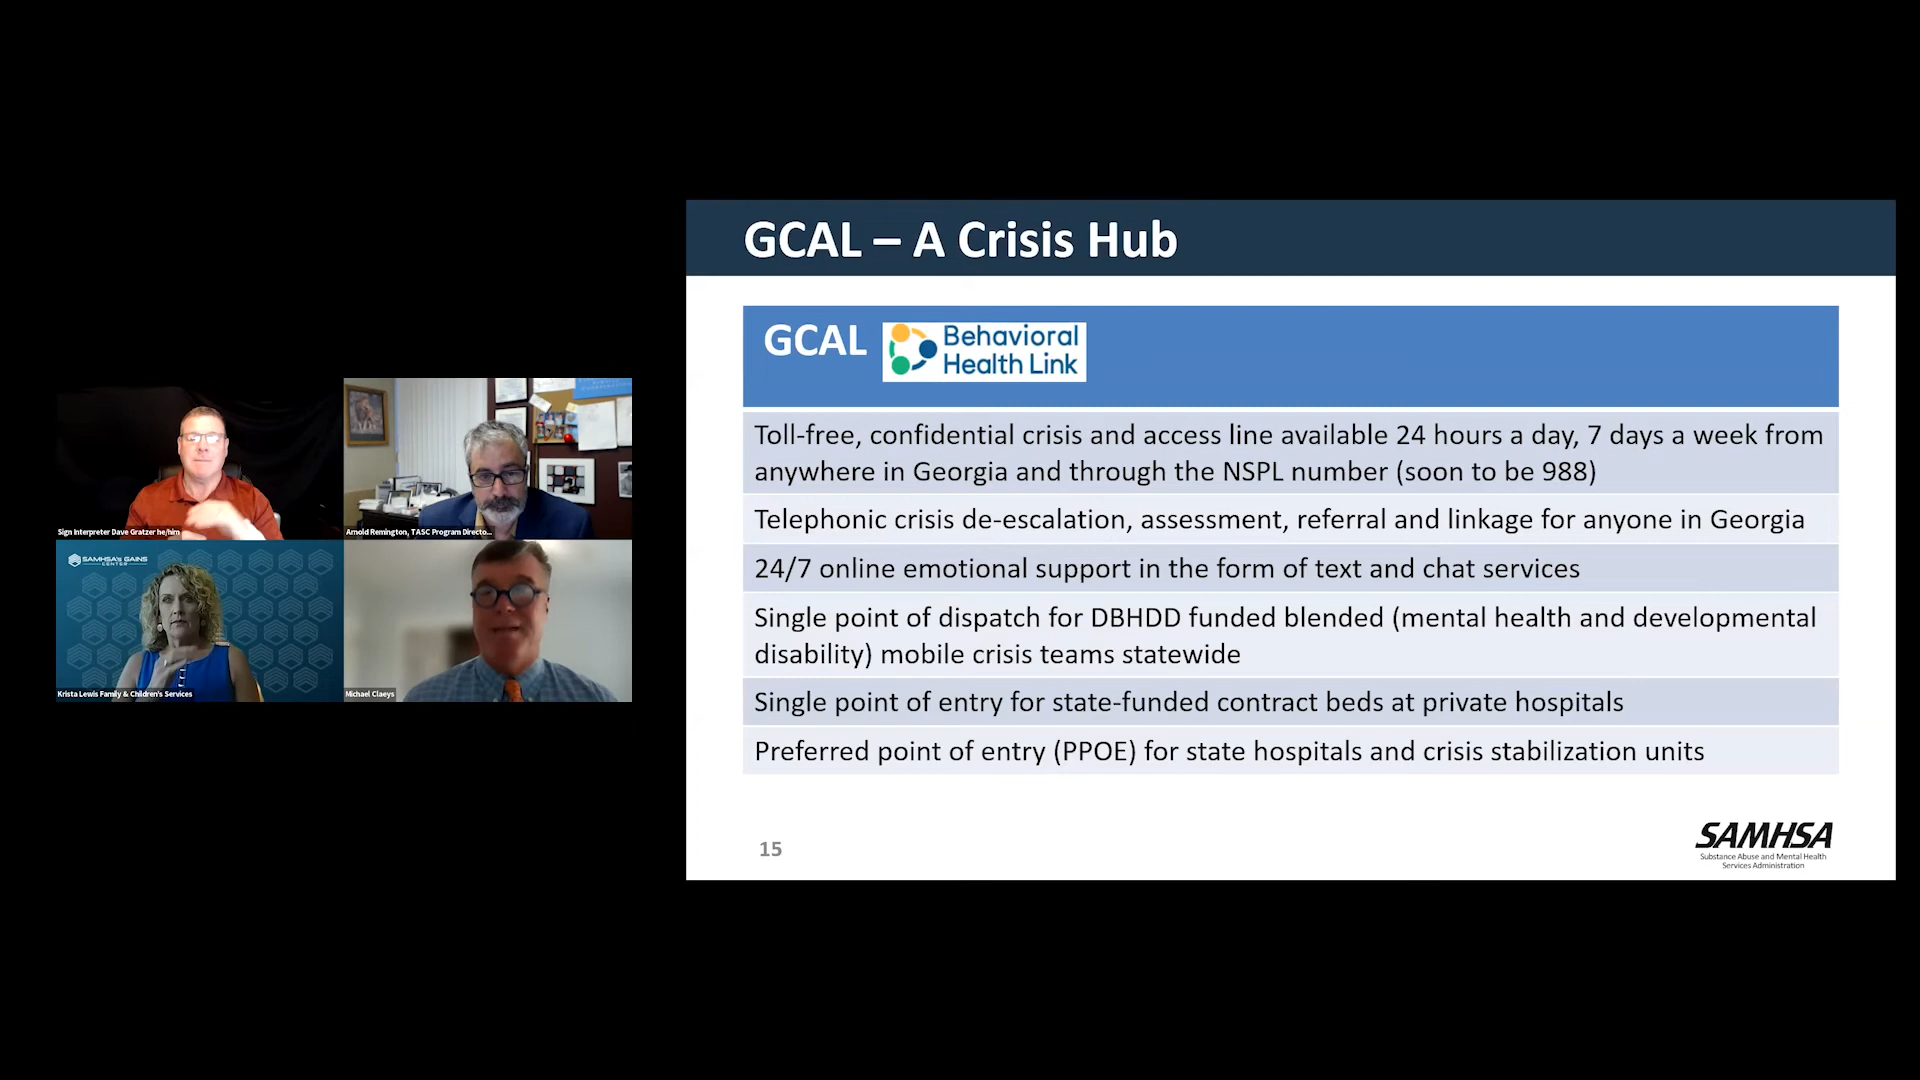 Sign Interpreter Dave Gratzer he/him
Arnold Remington, TASC Program Directo...
SAMHSA's GAINS
CENTER
Krista Lewis Family & Children's Services
Michael Claeys
GCAL – A Crisis Hub
GCAL
Behavioral
Health Link
Toll-free, confidential crisis and access line available 24 hours a day, 7 days a week from
anywhere in Georgia and through the NSPL number (soon to be 988)
Telephonic crisis de-escalation, assessment, referral and linkage for anyone in Georgia
24/7 online emotional support in the form of text and chat services
Single point of dispatch for DBHDD funded blended (mental health and developmental
disability) mobile crisis teams statewide
Single point of entry for state-funded contract beds at private hospitals
Preferred point of entry (PPOE) for state hospitals and crisis stabilization units
15
SAMHSA
Substance Abuse and Mental Health
Services Administration